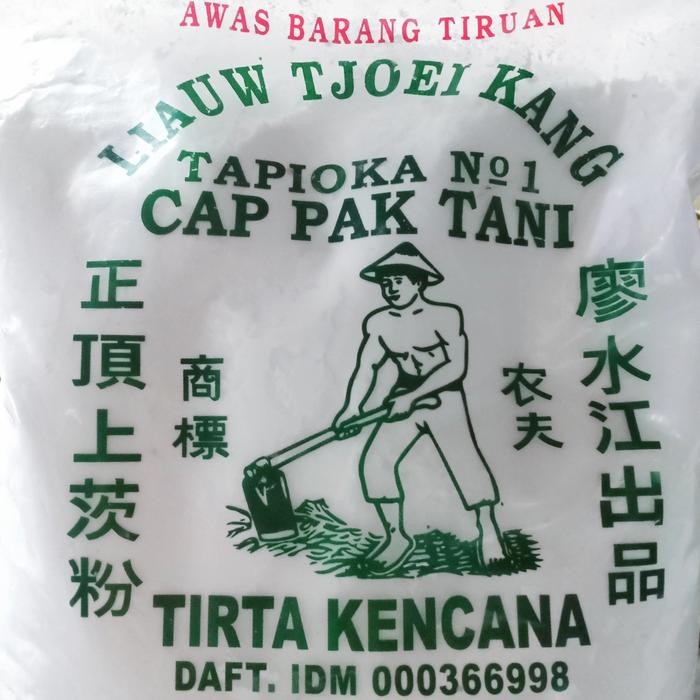 AWAS BARANG TIRUAN
LIAUW TJOEI KANG
TAPIOKA Nº1
CAP PAK TANI
廖水江出品
农夫
商標
正頂上茨粉
TIRTA KENCANA
DAFT. IDM 000366998